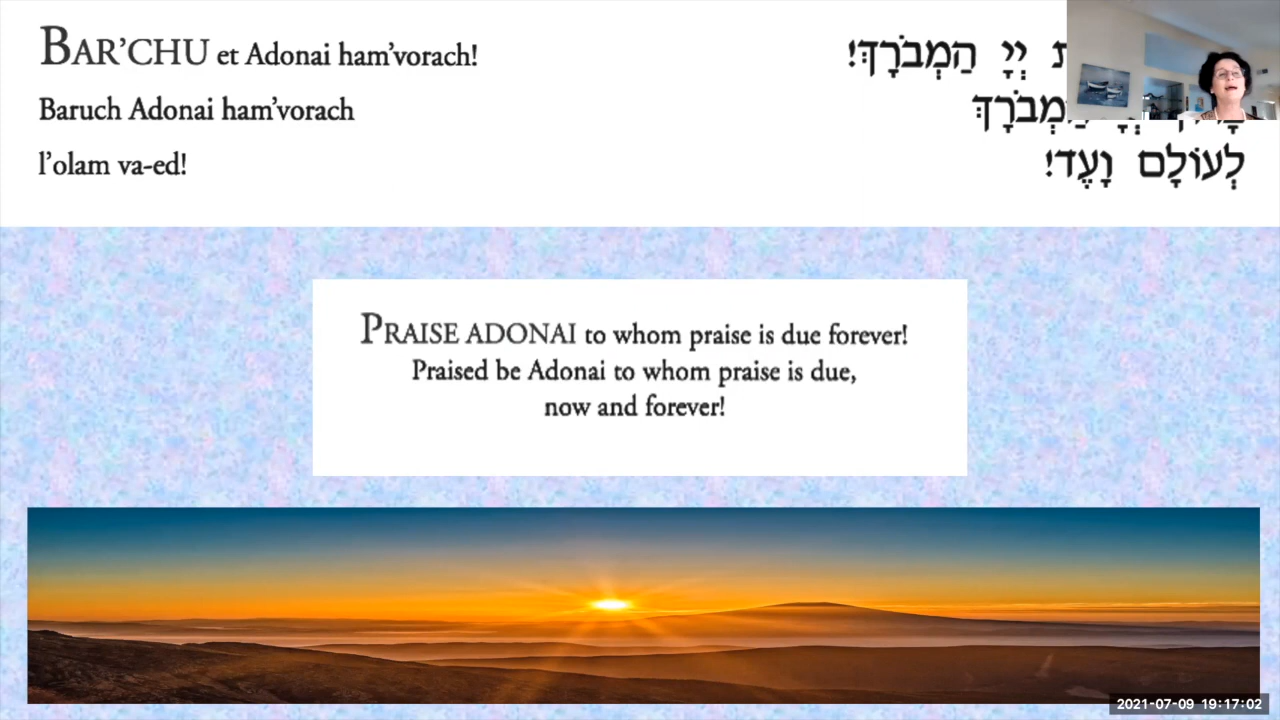 BAR'CHU et Adonai ham'vorach!
Baruch Adonai ham'vorach
l'olam va-ed!
יְיָ הַמְבֹרָךְ!
לְעוֹלָם וָעֶד!
PRAISE ADONAI to whom praise is due forever!
Praised be Adonai to whom praise is due,
now and forever!
2021-07-09 19:17:02